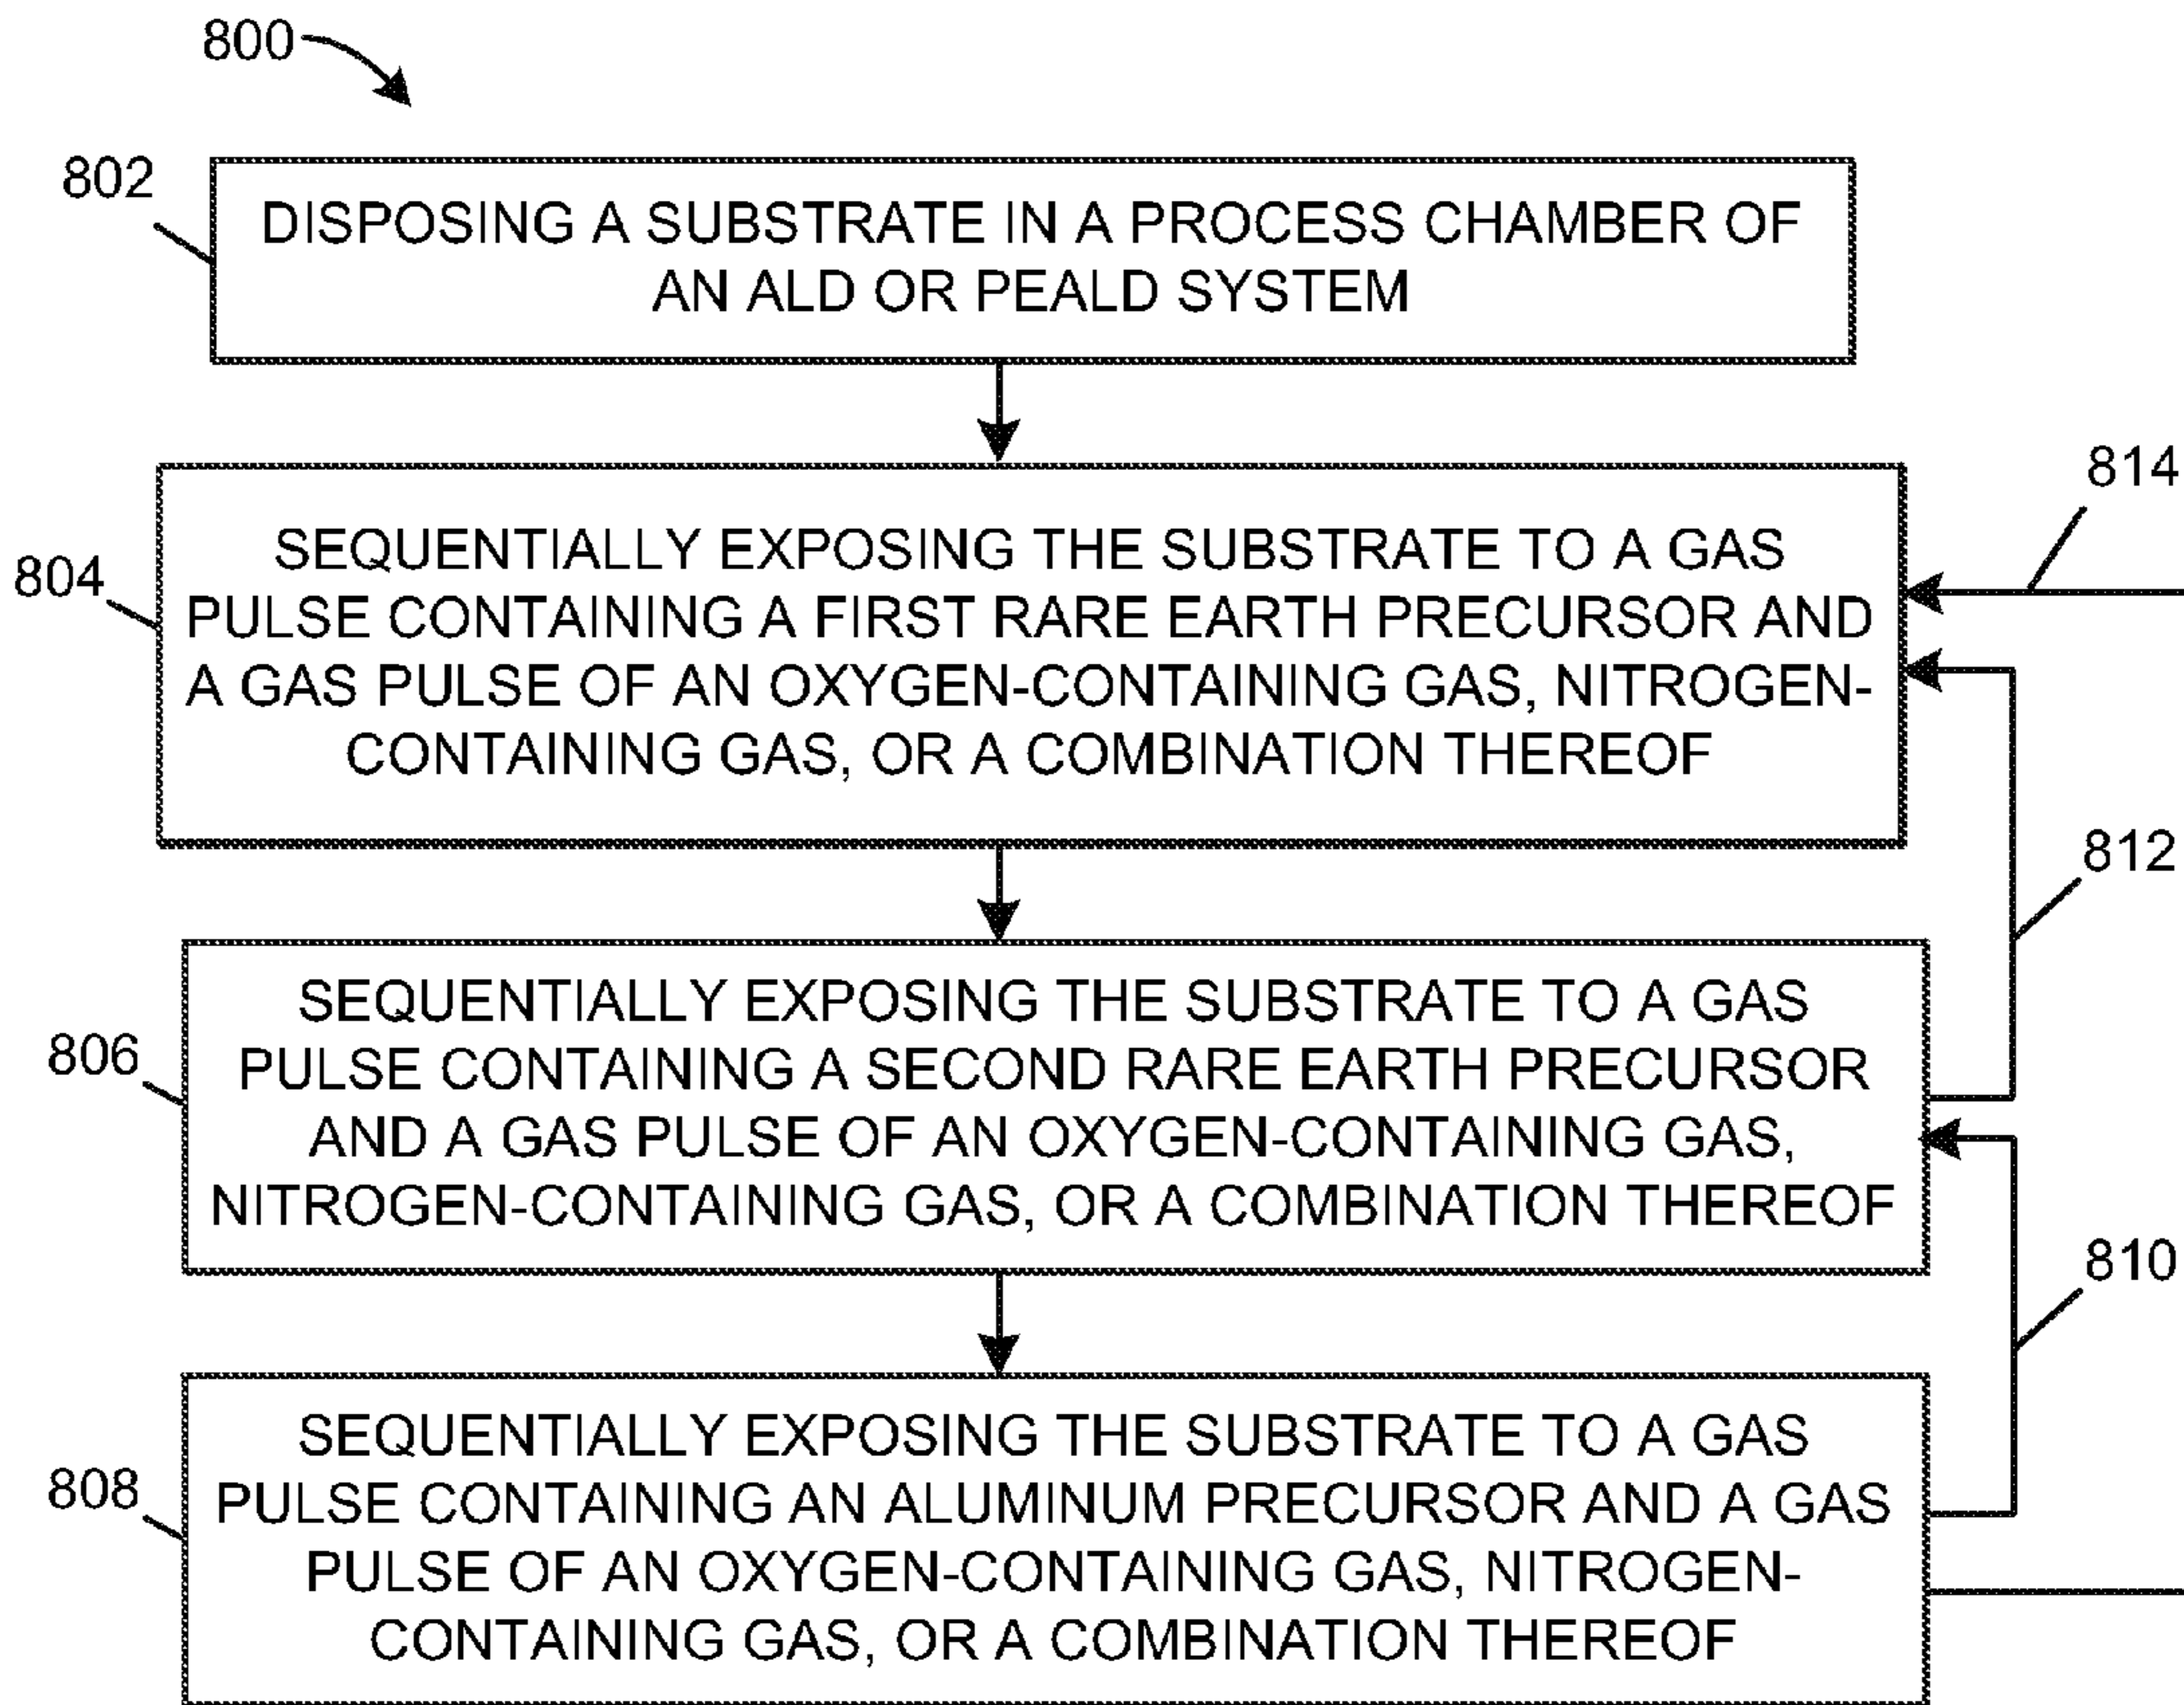 800
802
DISPOSING A SUBSTRATE IN A PROCESS CHAMBER OF
AN ALD OR PEALD SYSTEM
814
804
SEQUENTIALLY EXPOSING THE SUBSTRATE TO A GAS
PULSE CONTAINING A FIRST RARE EARTH PRECURSOR AND
A GAS PULSE OF AN OXYGEN-CONTAINING GAS, NITROGEN-
CONTAINING GAS, OR A COMBINATION THEREOF
812
806
SEQUENTIALLY EXPOSING THE SUBSTRATE TO A GAS
PULSE CONTAINING A SECOND RARE EARTH PRECURSOR
AND A GAS PULSE OF AN OXYGEN-CONTAINING GAS,
NITROGEN-CONTAINING GAS, OR A COMBINATION THEREOF
810
808
SEQUENTIALLY EXPOSING THE SUBSTRATE TO A GAS
PULSE CONTAINING AN ALUMINUM PRECURSOR AND A GAS
PULSE OF AN OXYGEN-CONTAINING GAS, NITROGEN-
CONTAINING GAS, OR A COMBINATION THEREOF